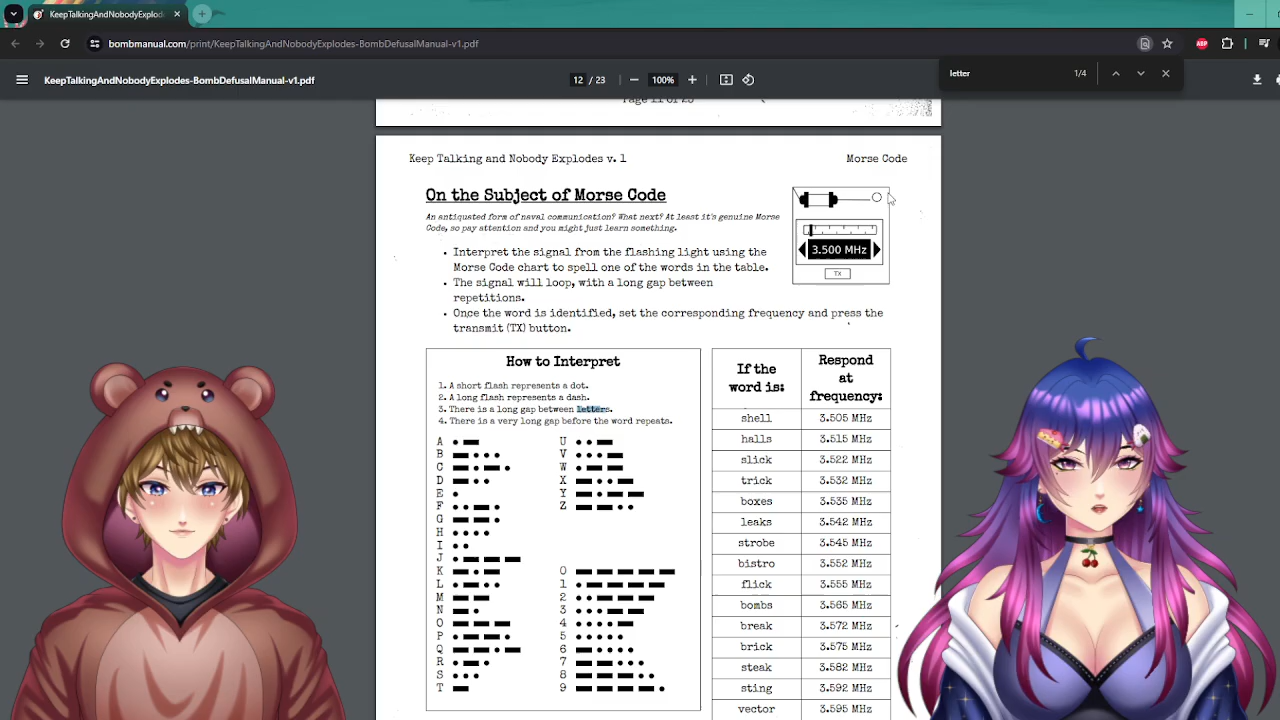 KeepTalkingAndNobodyExplodes
bombmanual.com/print/KeepTalkingAndNobodyExplodes-BombDefusalManual-v1.pdf
ABP
letter 1/4
KeepTalkingAndNobodyExplodes-BombDefusalManual-v1.pdf
12 / 23
100%
Page 11 of 23
Keep Talking and Nobody Explodes v. 1
Morse Code
On the Subject of Morse Code
An antiquated form of naval communication? What next? At least it's genuine Morse
Code, so pay attention and you might just learn something.
• Interpret the signal from the flashing light using the
Morse Code chart to spell one of the words in the table.
• The signal will loop, with a long gap between
repetitions.
• Once the word is identified, set the corresponding frequency and press the
transmit (TX) button.
3.500 MHz
TX
How to Interpret
1. A short flash represents a dot.
2. A long flash represents a dash.
3. There is a long gap between letters.
4. There is a very long gap before the word repeats.
A
B
C
D
E
F
G
H
I
J
K
L
M
N
O
P
Q
R
S
T
U
V
W
X
Y
Z
0
1
2
3
4
5
6
7
8
9
If the word is: Respond at frequency:
shell 3.505 MHz
halls 3.515 MHz
slick 3.522 MHz
trick 3.532 MHz
boxes 3.535 MHz
leaks 3.542 MHz
strobe 3.545 MHz
bistro 3.552 MHz
flick 3.555 MHz
bombs 3.565 MHz
break 3.572 MHz
brick 3.575 MHz
steak 3.582 MHz
sting 3.592 MHz
vector 3.595 MHz